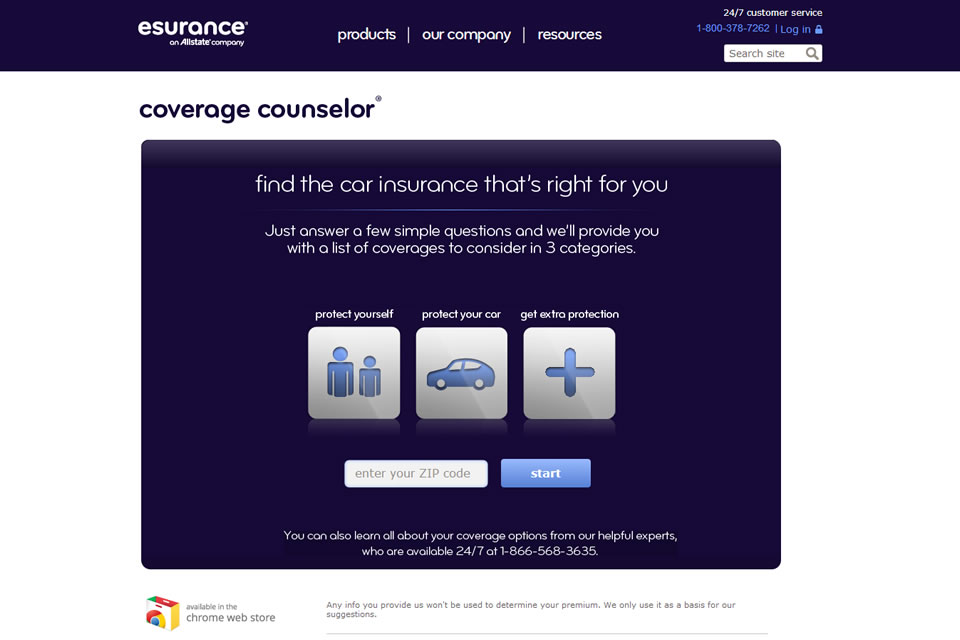 esurance®
an Allstate® company
products | our company | resources
24/7 customer service
1-800-378-7262 | Log in
Search site
coverage counselor®
find the car insurance that's right for you
Just answer a few simple questions and we'll provide you
with a list of coverages to consider in 3 categories.
protect yourself protect your car get extra protection
enter your ZIP code start
You can also learn all about your coverage options from our helpful experts,
who are available 24/7 at 1-866-568-3635.
available in the
chrome web store
Any info you provide us won't be used to determine your premium. We only use it as a basis for our
suggestions.